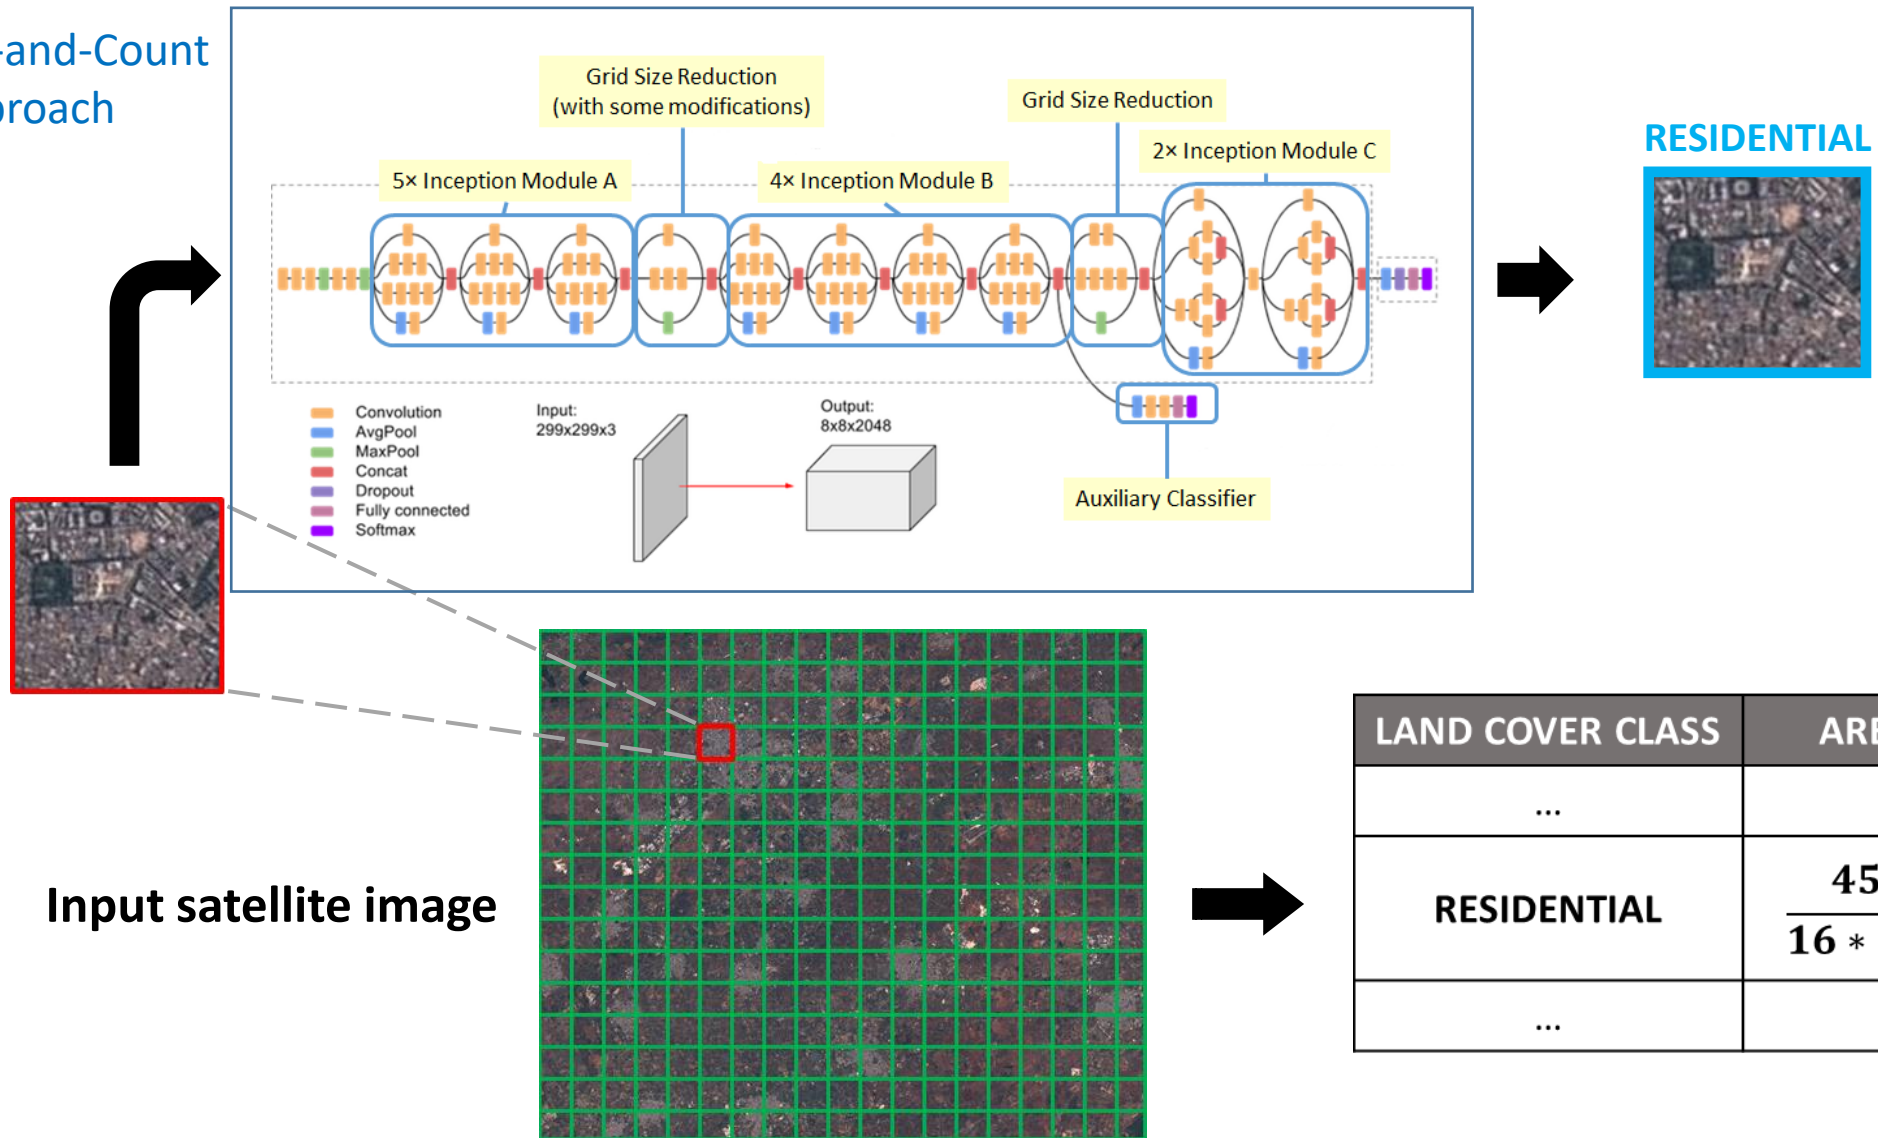 -and-Count
proach
Grid Size Reduction
(with some modifications)
Grid Size Reduction
2× Inception Module C
5× Inception Module A
4× Inception Module B
RESIDENTIAL
Convolution
AvgPool
MaxPool
Concat
Dropout
Fully connected
Softmax
Input:
299x299x3
Output:
8x8x2048
Auxiliary Classifier
Input satellite image
LAND COVER CLASS ARE
...
RESIDENTIAL 45
16 *
...